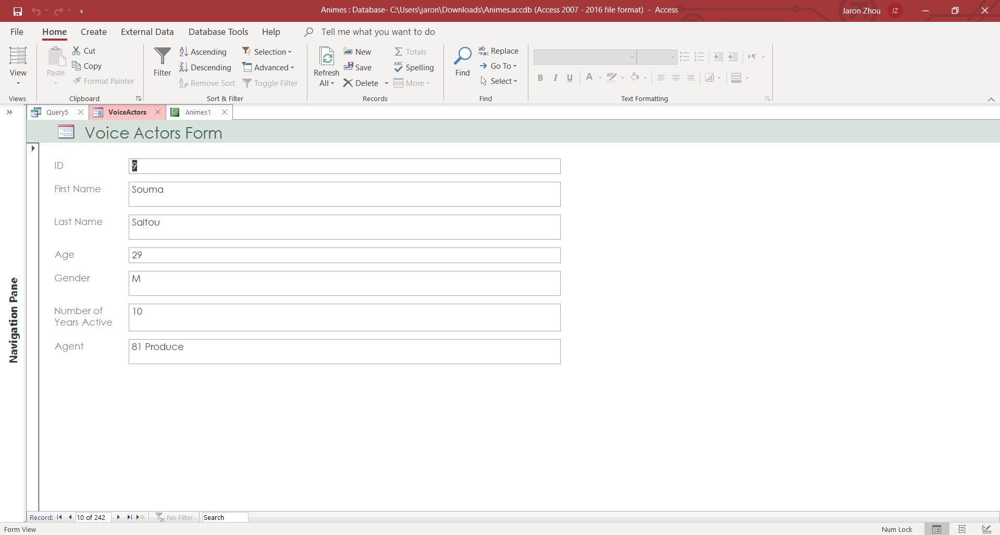 Animes : Database- C:\Users\jaron\Downloads\Animes.accdb (Access 2007 - 2016 file format) - Access
Jaron Zhou JZ
File Home Create External Data Database Tools Help Tell me what you want to do
View
Views
Paste
Cut
Copy
Format Painter
Clipboard
Filter
Ascending
Descending
Remove Sort
Selection
Advanced
Toggle Filter
Sort & Filter
Refresh
All
New
Save
Delete
Totals
Spelling
More
Records
Find
Replace
Go To
Select
Find
B I U A
Text Formatting
Query5 VoiceActors Animes1
Voice Actors Form
Navigation Pane
ID 9
First Name Souma
Last Name Saitou
Age 29
Gender M
Number of
Years Active 10
Agent 81 Produce
Record: 10 of 242 No Filter Search
Form View Num Lock